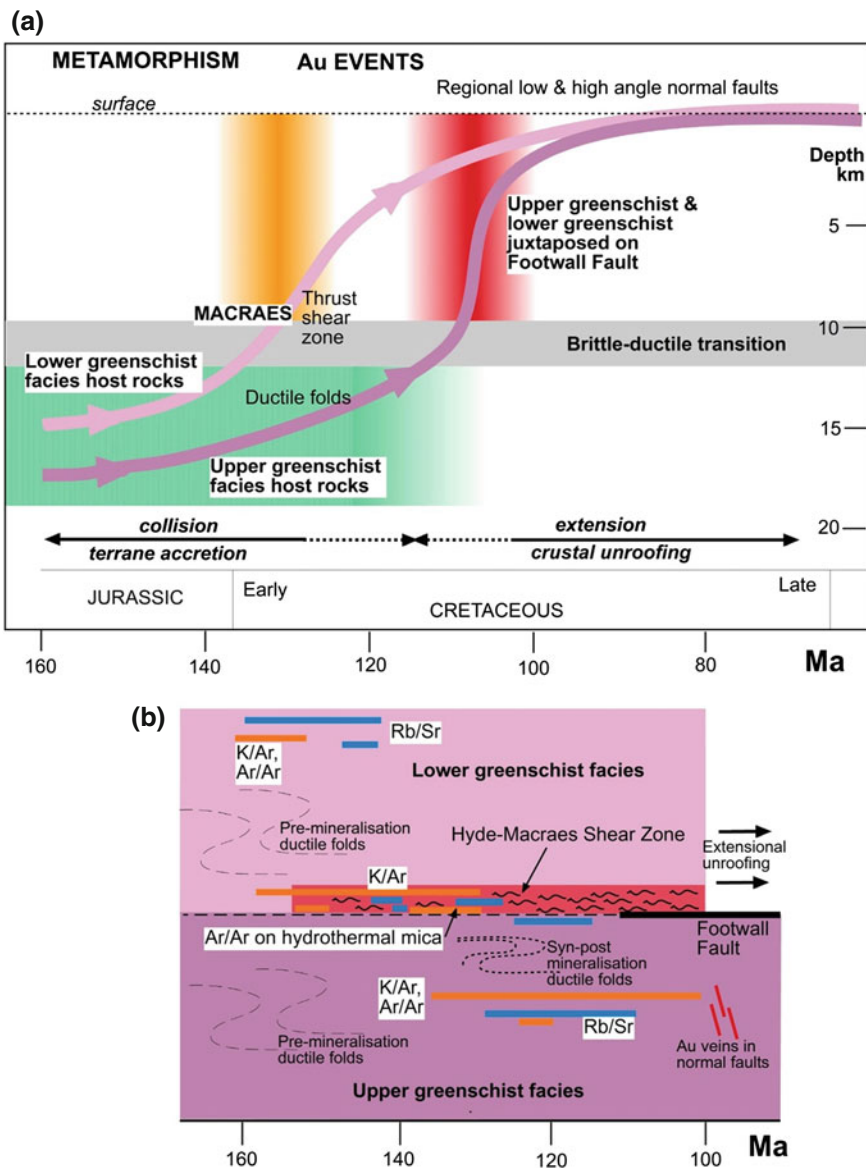 (a)
METAMORPHISM
Au EVENTS
Regional low & high angle normal faults
surface
Depth
km
Upper greenschist &
lower greenschist
juxtaposed on
Footwall Fault
5
MACRAES
Thrust
shear
zone
10
Brittle-ductile transition
Lower greenschist
facies host rocks
Ductile folds
15
Upper greenschist
facies host rocks
collision
extension
20
terrane accretion
crustal unroofing
JURASSIC
Early
CRETACEOUS
Late
160
140
120
100
80
Ma
(b)
Rb/Sr
K/Ar,
Ar/Ar
Lower greenschist facies
Pre-mineralisation
ductile folds
Hyde-Macraes Shear Zone
Extensional
unroofing
K/Ar
Ar/Ar on hydrothermal mica
Footwall
Fault
Syn-post
mineralisation
ductile folds
K/Ar,
Ar/Ar
Rb/Sr
Pre-mineralisation
ductile folds
Au veins in
normal faults
Upper greenschist facies
160
140
120
100
Ma